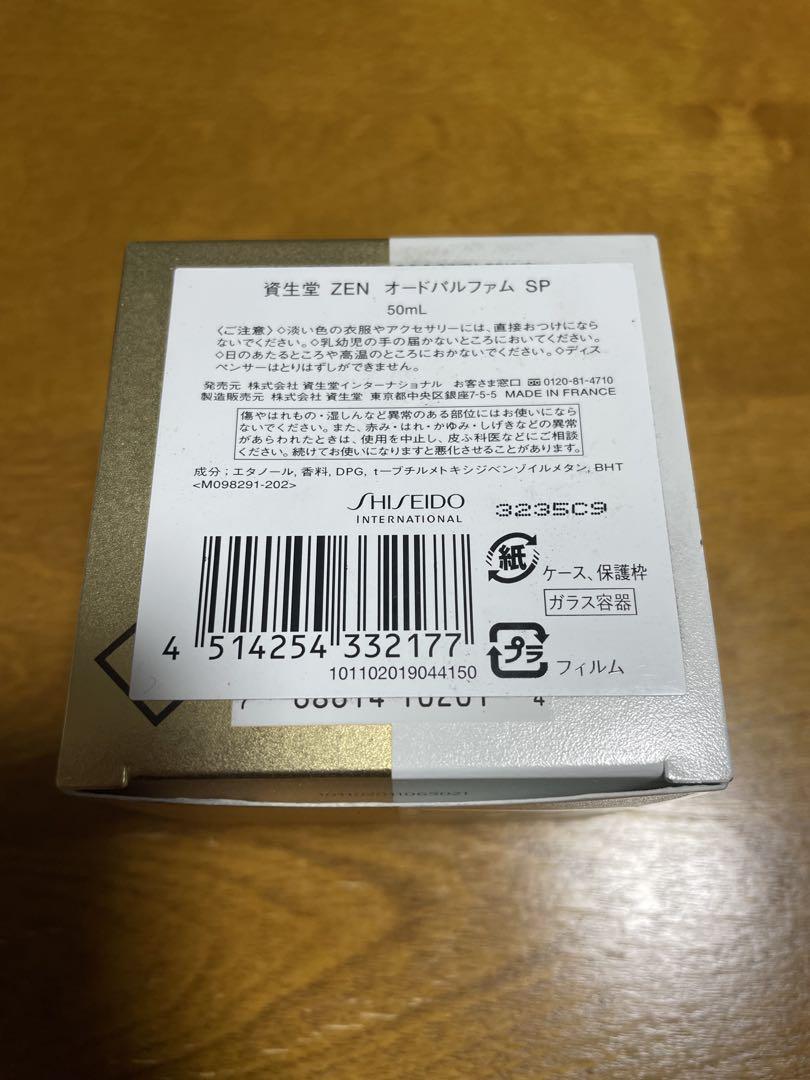 資生堂 ZEN オードパルファム SP
50mL
〈ご注意〉◇淡い色の衣服やアクセサリーには、直接おつけになら
ないでください。◇乳幼児の手の届かないところにおいてください。
◇日のあたるところや高温のところにおかないでください。◇ディス
ペンサーはとりはずしができません。
発売元 株式会社 資生堂インターナショナル お客さま窓口 0120-81-4710
製造販売元 株式会社 資生堂 東京都中央区銀座7-5-5 MADE IN FRANCE
傷やはれもの・湿しんなど異常のある部位にはお使いになら
ないでください。また、赤み・はれ・かゆみ・しげきなどの異常
があらわれたときは、使用を中止し、皮ふ科医などにご相談
ください。続けてお使いになりますと悪化させることがあります。
成分;エタノール, 香料, DPG, t-ブチルメトキシジベンゾイルメタン, BHT
<M098291-202>
SHISEIDO
INTERNATIONAL
3235C9
紙 ケース、保護枠
ガラス容器
プラ フィルム
4 514254 332177
101102019044150